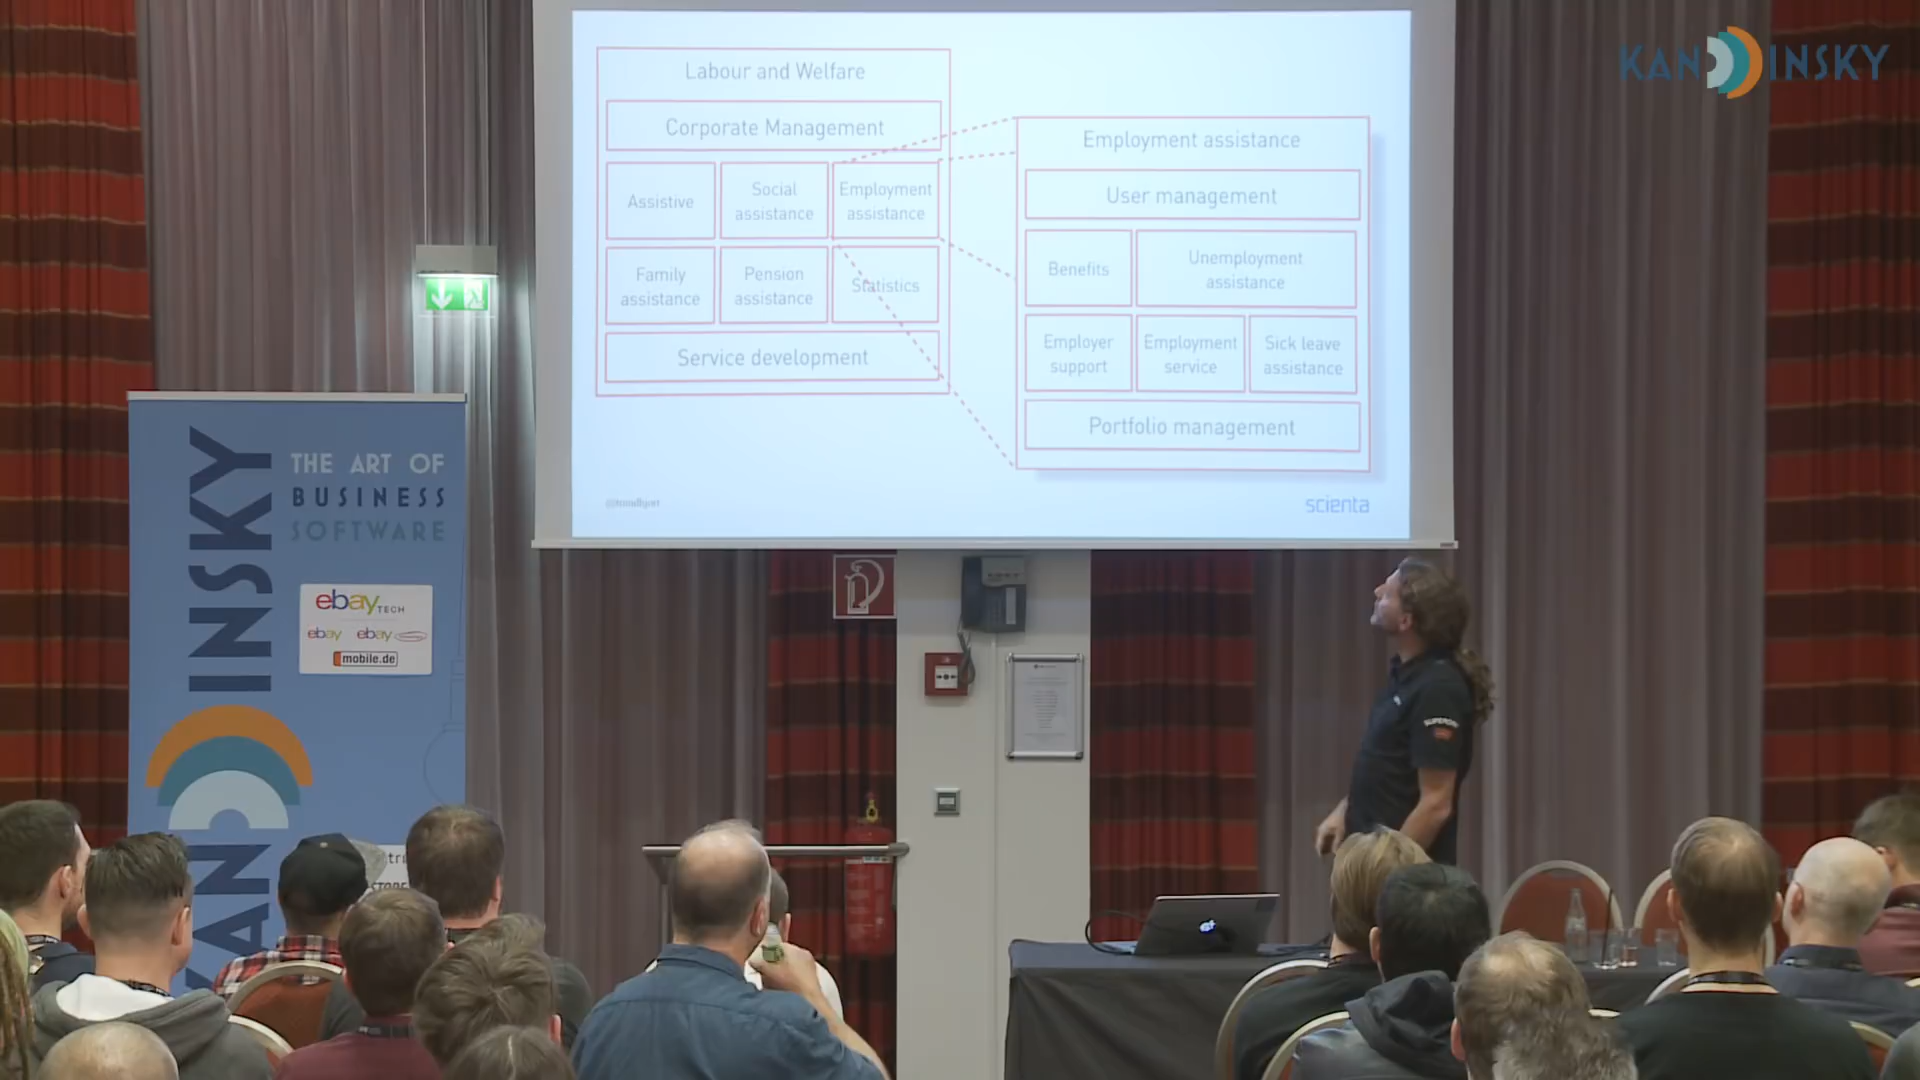 Labour and Welfare
Corporate Management
Assistive
Social
assistance
Employment
assistance
Family
assistance
Pension
assistance
Statistics
Service development
Employment assistance
User management
Benefits
Unemployment
assistance
Employer
support
Employment
service
Sick leave
assistance
Portfolio management
scienta
KANDINSKY
KANDINSKY
THE ART OF
BUSINESS
SOFTWARE
ebay TECH
ebay
ebay
mobile.de